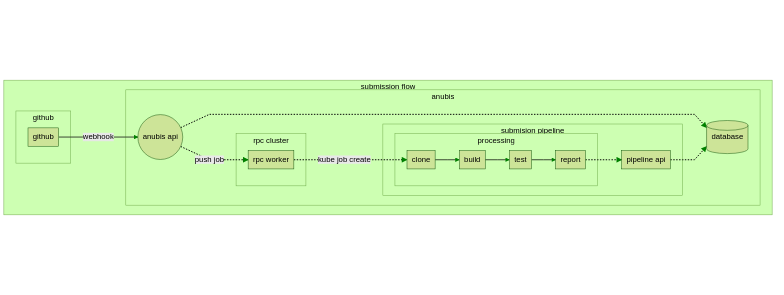 submission flow
anubis
github
github
webhook
anubis api
push job
rpc cluster
rpc worker
kube job create
submision pipeline
processing
clone
build
test
report
pipeline api
database